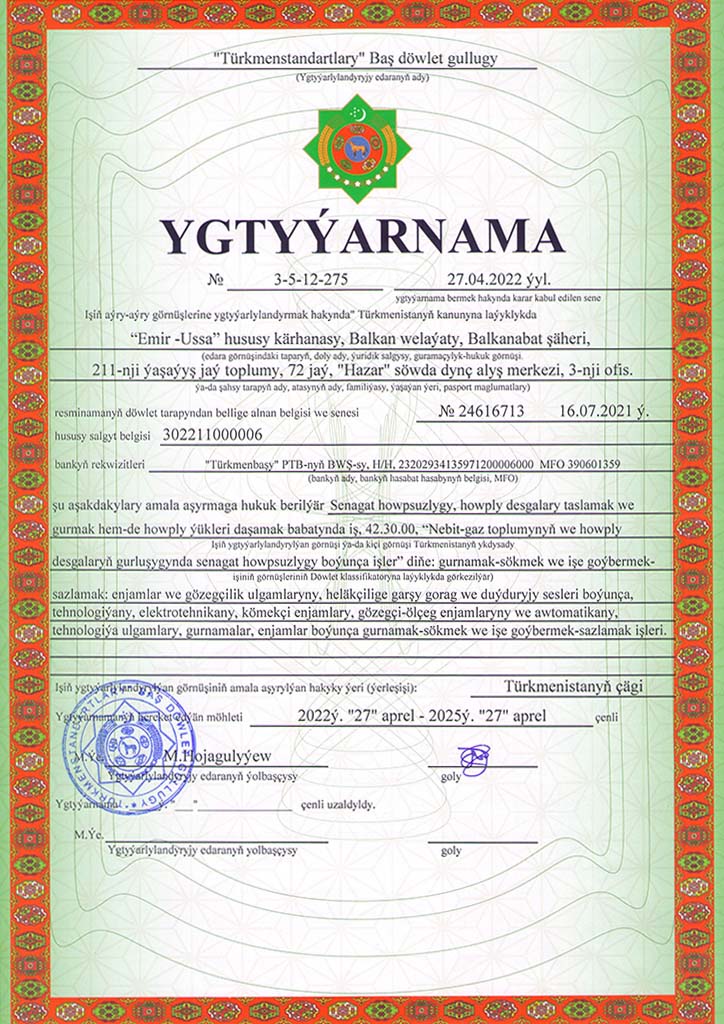 "Türkmenstandartlary" Baş döwlet gullugy
(Ygtyýarlylandyryjy edaranyň ady)
YGTYÝARNAMA
№ 3-5-12-275 27.04.2022 ýyl.
ygtyýarnama bermek hakynda karar kabul edilen sene
Işiň aýry-aýry görnüşlerine ygtyýarlylandyrmak hakynda" Türkmenistanyň kanunyna laýyklykda
“Emir -Ussa” hususy kärhanasy, Balkan welaýaty, Balkanabat şäheri,
(edara görnüşindäki taparyň, doly ady, ýuridik salgysy, guramaçylyk-hukuk görnüşi.
211-nji ýaşaýyş jaý toplumy, 72 jaý, "Hazar" söwda dynç alyş merkezi, 3-nji ofis.
ýa-da şahsy tarapyň ady, atasynyň ady, familiýasy, ýaşaýan ýeri, pasport maglumatlary)
resminamanyň döwlet tarapyndan bellige alnan belgisi we senesi № 24616713 16.07.2021 ý.
hususy salgyt belgisi 302211000006
bankyň rekwizitleri "Türkmenbaşy" PTB-nyň BWŞ-sy, H/H, 23202934135971200006000 MFO 390601359
(bankyň ady, bankyň hasabat hasabynyň belgisi, MFO)
şu aşakdakylary amala aşyrmaga hukuk berilýär Senagat howpsuzlygy, howply desgalary taslamak we
gurmak hem-de howply ýükleri daşamak babatynda iş, 42.30.00, “Nebit-gaz toplumynyň we howply
Işiň ygtyýarlylandyrylýan görnüşi ýa-da kiçi görnüşi Türkmenistanyň ykdysady
desgalaryň gurluşygynda senagat howpsuzlygy boýunça işler” diňe: gurnamak-sökmek we işe goýbermek-
işiniň görnüşleriniň Döwlet klassifikatoryna laýyklykda görkezilýär)
sazlamak: enjamlar we gözegçilik ulgamlaryny, heläkçilige garşy gorag we duýduryjy sesleri boýunça,
tehnologiýany, elektrotehnikany, kömekçi enjamlary, gözegçi-ölçeg enjamlaryny we awtomatikany,
tehnologiýa ulgamlary, gurnamalar, enjamlar boýunça gurnamak-sökmek we işe goýbermek-sazlamak işleri.
Işiň ygtyýarlylandyrylýan görnüşiniň amala aşyrylýan hakyky ýeri (ýerleşişi): Türkmenistanyň çägi
Ygtyýarnamanyň hereket edýän möhleti 2022ý. "27" aprel - 2025ý. "27" aprel çenli
M.Ýe. M.Hojagulyýew
Ygtyýarlylandyryjy edaranyň ýolbaşçysy goly
Ygtyýarnama ý. "__"______ çenli uzaldyldy.
M.Ýe.
Ygtyýarlylandyryjy edaranyň ýolbaşçysy goly